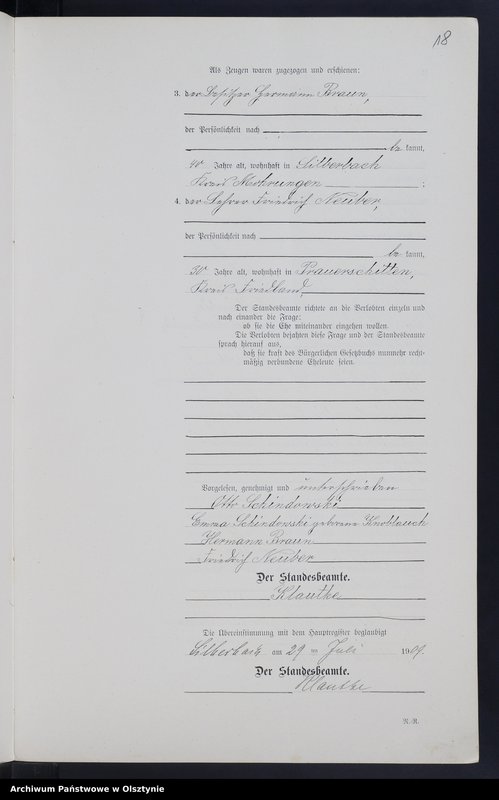 18
Als Zeugen waren zugezogen und erschienen:
3. der Besitzer Hermann Braun,
der Persönlichkeit nach
be kannt,
40 Jahre alt, wohnhaft in Silberbach
Kreis Mohrungen ;
4. der Lehrer Friedrich Neuber,
der Persönlichkeit nach
be kannt,
30 Jahre alt, wohnhaft in Prauerschitten,
Kreis Friedland,
Der Standesbeamte richtete an die Verlobten einzeln und
nach einander die Frage:
ob sie die Ehe miteinander eingehen wollen.
Die Verlobten bejahten diese Frage und der Standesbeamte
sprach hierauf aus,
daß sie kraft des Bürgerlichen Gesetzbuchs nunmehr recht-
mäßig verbundene Eheleute seien.
Vorgelesen, genehmigt und unterschrieben
Otto Schindowski
Emma Schindowski geborene Knoblauch
Hermann Braun
Friedrich Neuber
Der Standesbeamte.
Klautke
Die Übereinstimmung mit dem Hauptregister beglaubigt
Silberbach am 29 ten Juli 1909.
Der Standesbeamte.
Klautke
N.-R.
Archiwum Państwowe w Olsztynie